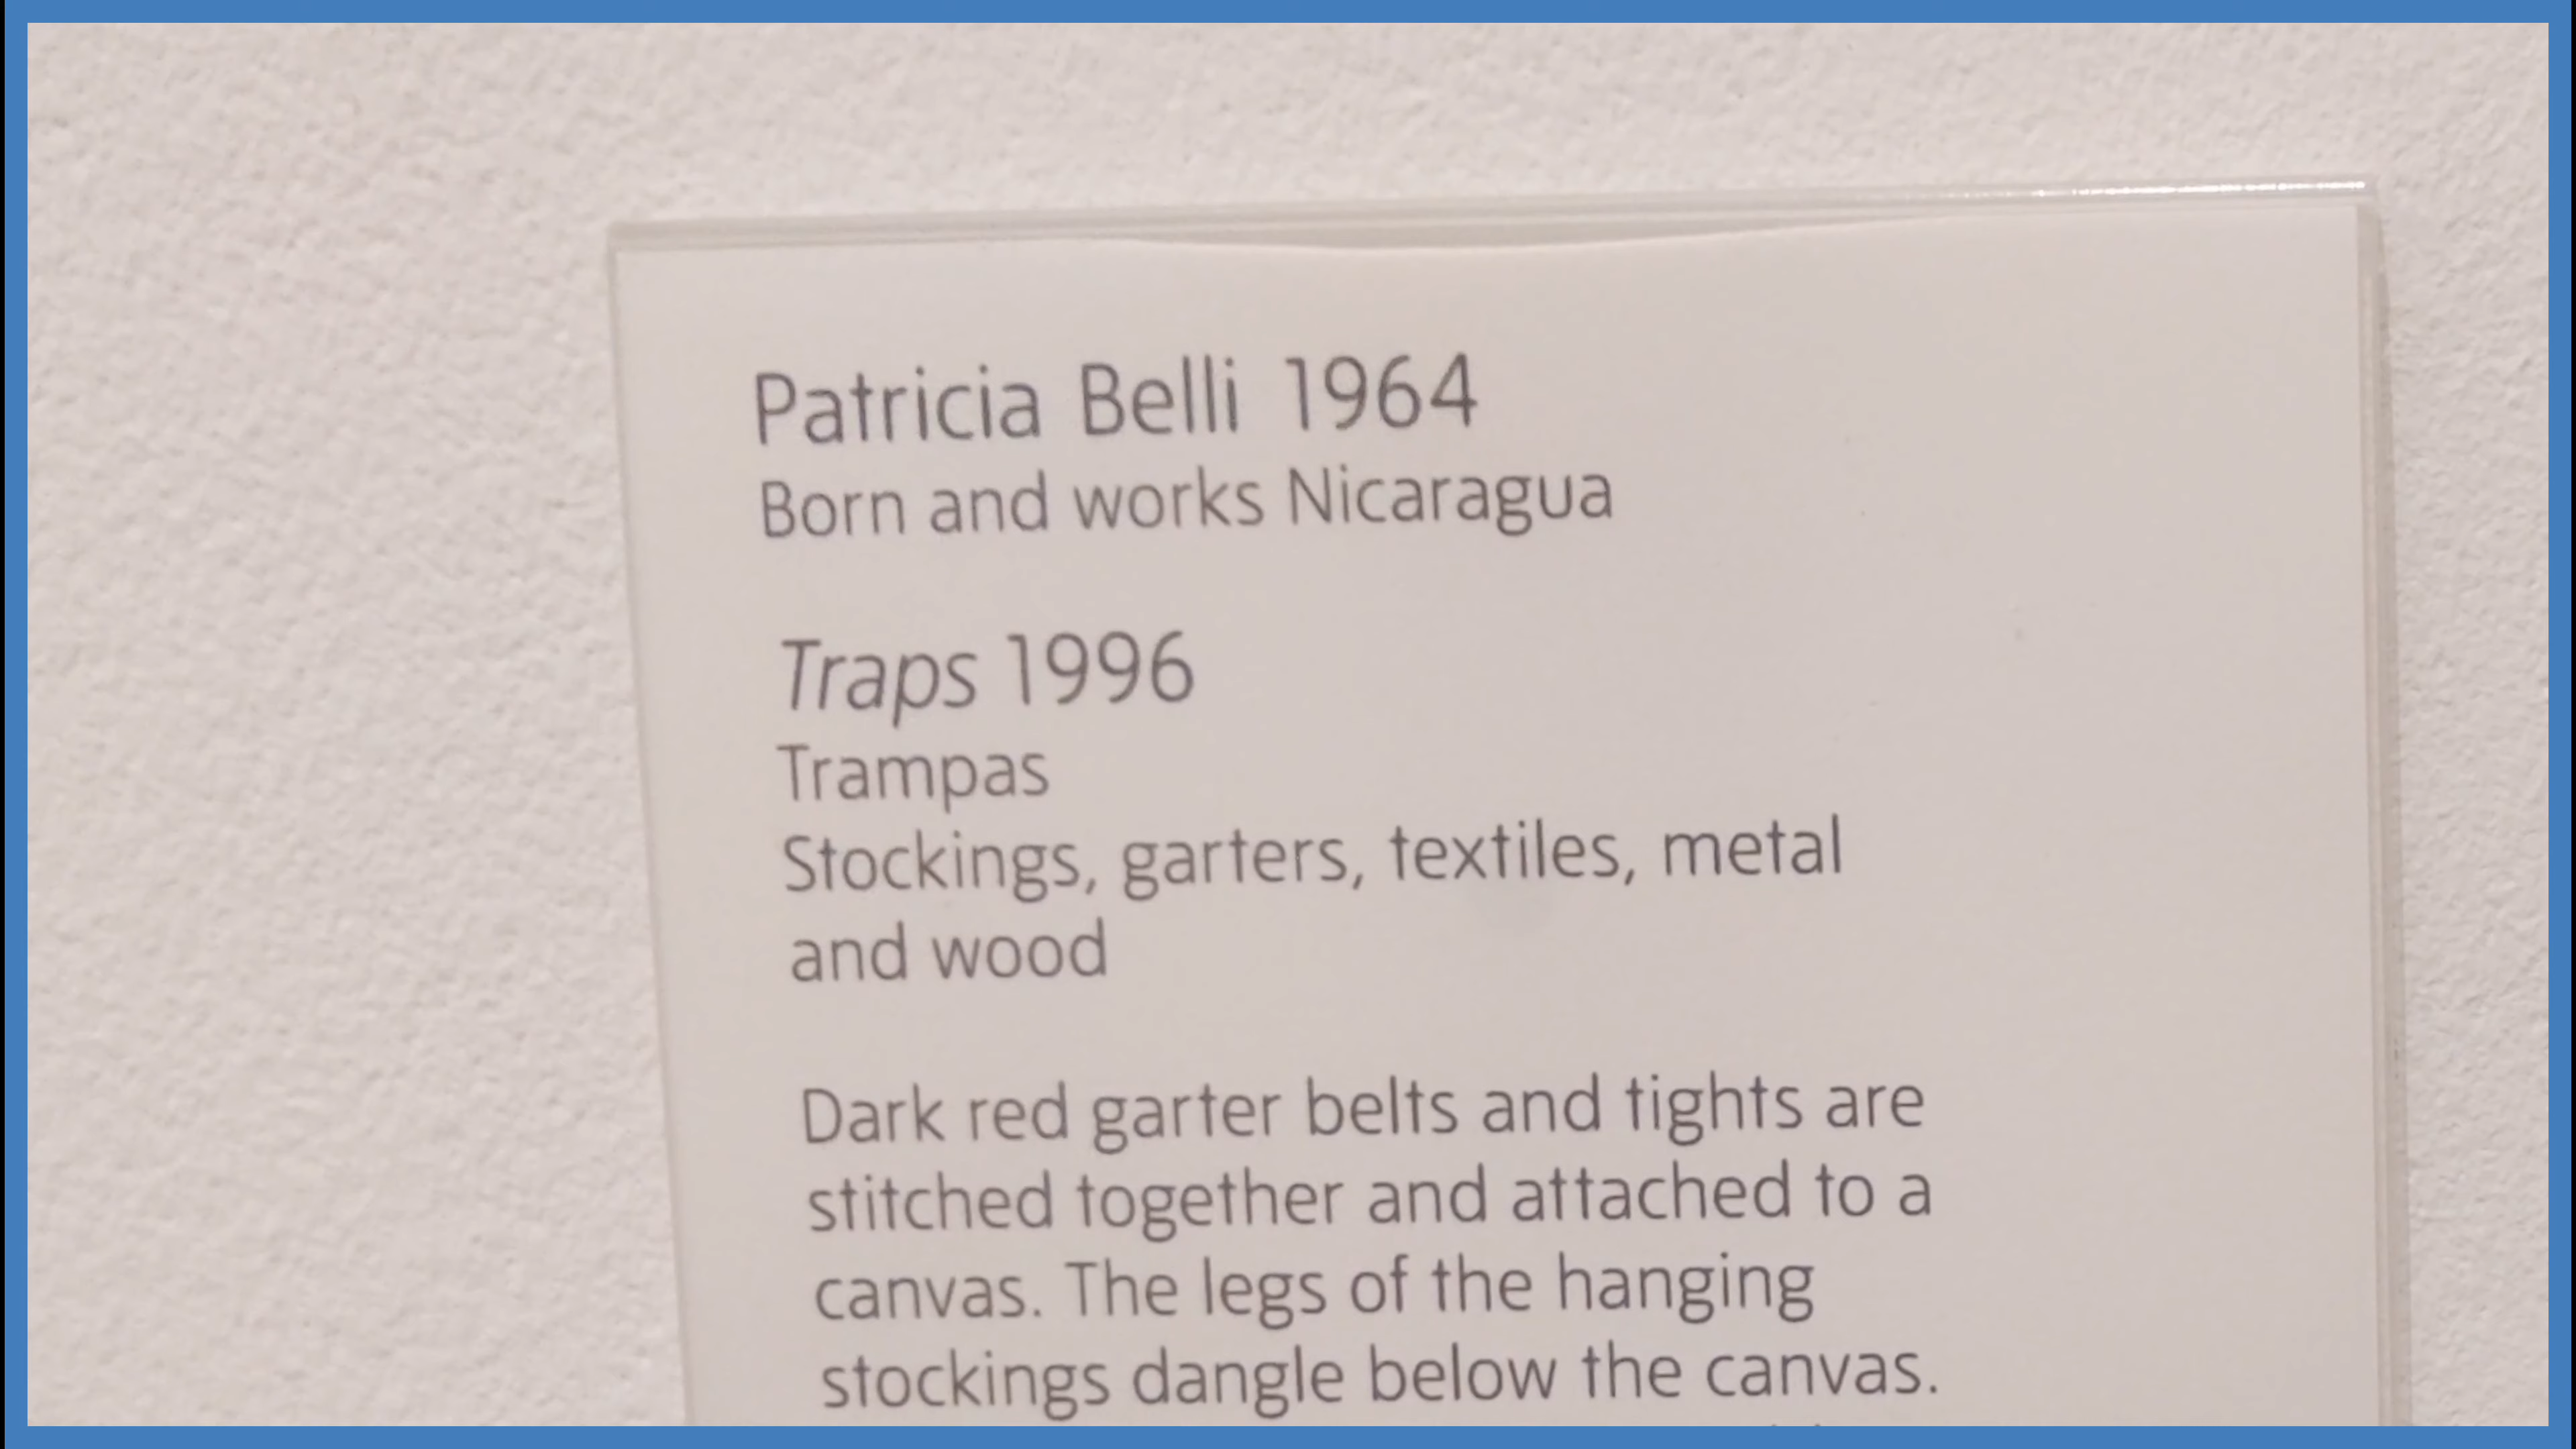 Patricia Belli 1964
Born and works Nicaragua
Traps 1996
Trampas
Stockings, garters, textiles, metal
and wood
Dark red garter belts and tights are
stitched together and attached to a
canvas. The legs of the hanging
stockings dangle below the canvas.